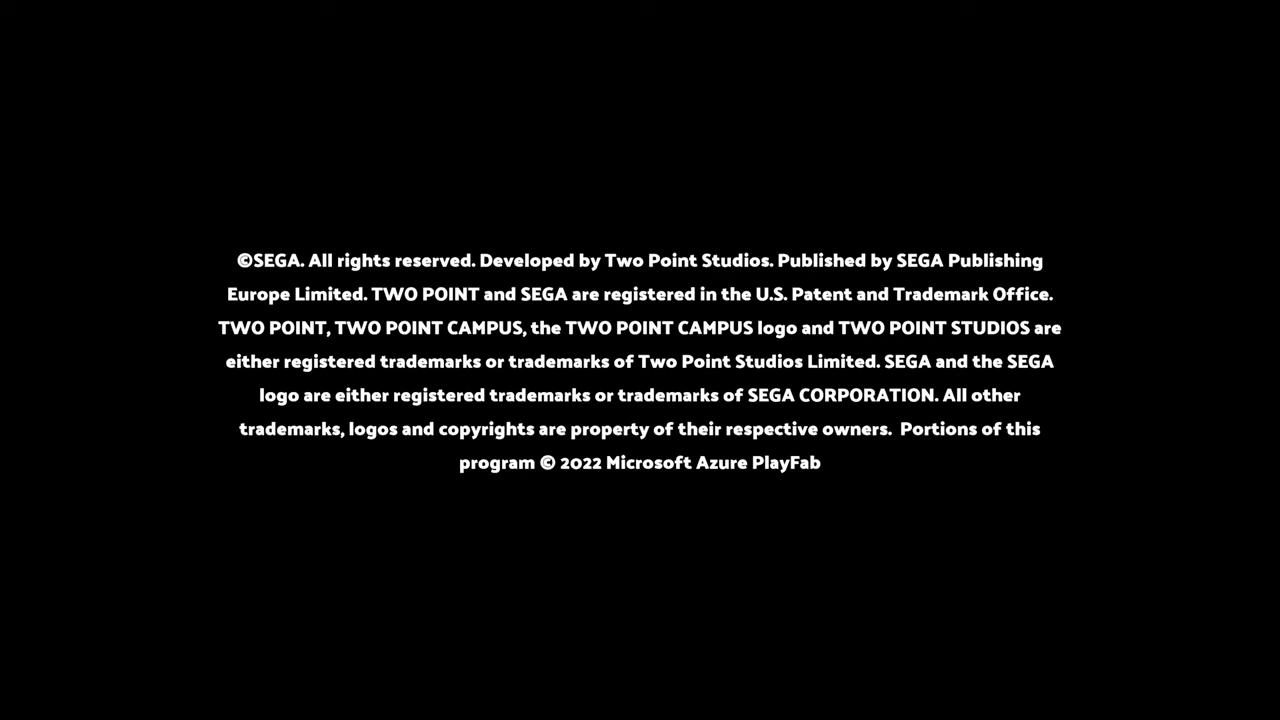 ©SEGA. All rights reserved. Developed by Two Point Studios. Published by SEGA Publishing
Europe Limited. TWO POINT and SEGA are registered in the U.S. Patent and Trademark Office.
TWO POINT, TWO POINT CAMPUS, the TWO POINT CAMPUS logo and TWO POINT STUDIOS are
either registered trademarks or trademarks of Two Point Studios Limited. SEGA and the SEGA
logo are either registered trademarks or trademarks of SEGA CORPORATION. All other
trademarks, logos and copyrights are property of their respective owners.  Portions of this
program © 2022 Microsoft Azure PlayFab